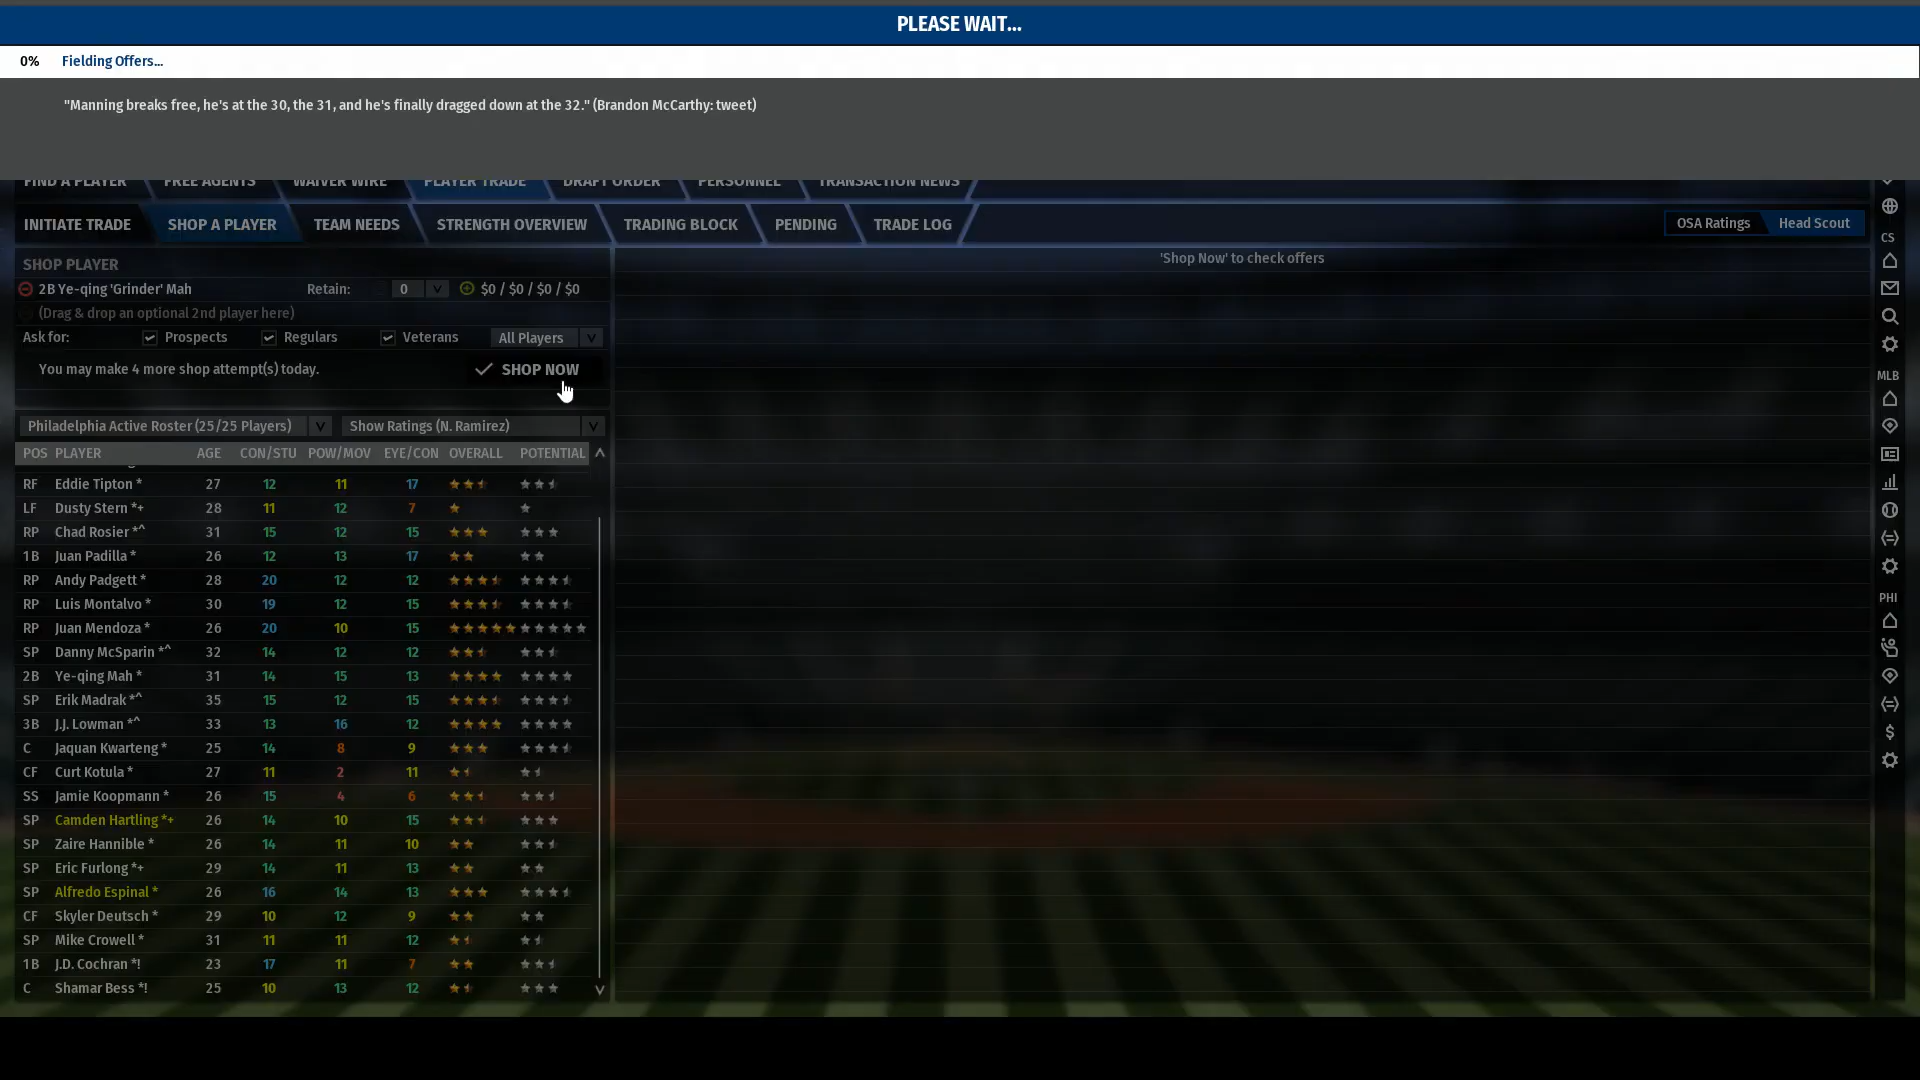 PLEASE WAIT...
0% Fielding Offers...
"Manning breaks free, he's at the 30, the 31, and he's finally dragged down at the 32." (Brandon McCarthy: tweet)
FIND A PLAYER FREE AGENTS WAIVER WIRE PLAYER TRADE DRAFT ORDER PERSONNEL TRANSACTION NEWS
INITIATE TRADE SHOP A PLAYER TEAM NEEDS STRENGTH OVERVIEW TRADING BLOCK PENDING TRADE LOG OSA Ratings Head Scout
SHOP PLAYER 'Shop Now' to check offers
2B Ye-qing 'Grinder' Mah Retain: 0 $0 / $0 / $0 / $0
(Drag & drop an optional 2nd player here)
Ask for: Prospects Regulars Veterans All Players
You may make 4 more shop attempt(s) today. SHOP NOW
Philadelphia Active Roster (25/25 Players) Show Ratings (N. Ramirez)
POS PLAYER AGE CON/STU POW/MOV EYE/CON OVERALL POTENTIAL
RF Eddie Tipton * 27 12 11 17
LF Dusty Stern *+ 28 11 12 7
RP Chad Rosier *^ 31 15 12 15
1B Juan Padilla * 26 12 13 17
RP Andy Padgett * 28 20 12 12
RP Luis Montalvo * 30 19 12 15
RP Juan Mendoza * 26 20 10 15
SP Danny McSparin *^ 32 14 12 12
2B Ye-qing Mah * 31 14 15 13
SP Erik Madrak *^ 35 15 12 15
3B J.J. Lowman *^ 33 13 16 12
C Jaquan Kwarteng * 25 14 8 9
CF Curt Kotula * 27 11 2 11
SS Jamie Koopmann * 26 15 4 6
SP Camden Hartling *+ 26 14 10 15
SP Zaire Hannible * 26 14 11 10
SP Eric Furlong *+ 29 14 11 13
SP Alfredo Espinal * 26 16 14 13
CF Skyler Deutsch * 29 10 12 9
SP Mike Crowell * 31 11 11 12
1B J.D. Cochran *! 23 17 11 7
C Shamar Bess *! 25 10 13 12
CS
MLB
PHI
$